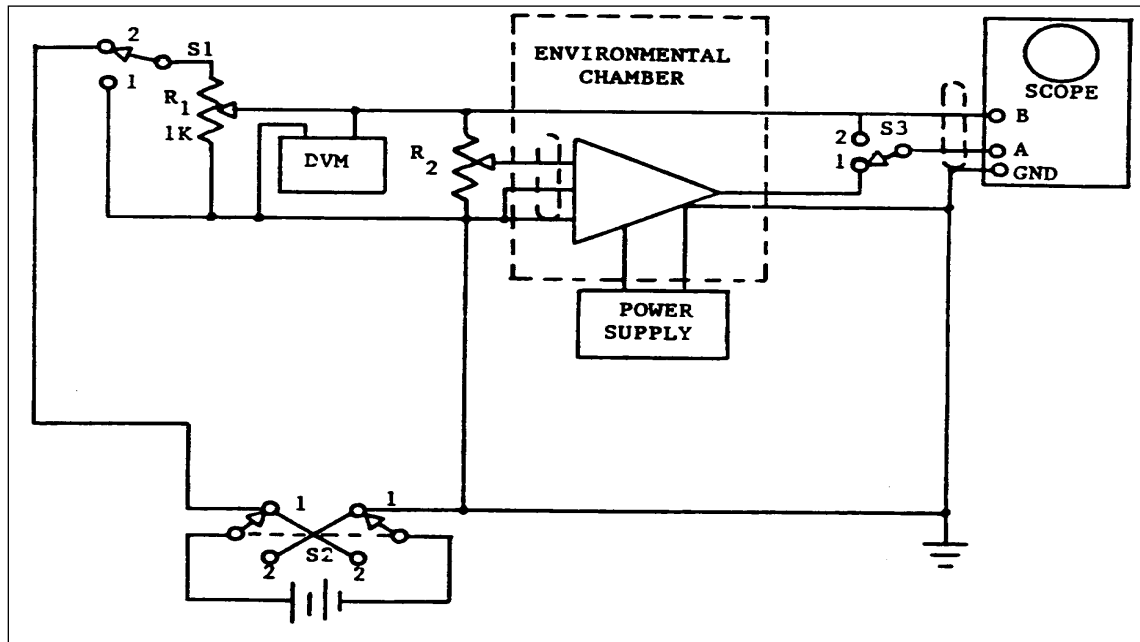 2
S1
1
R1
1K
DVM
R2
ENVIRONMENTAL
CHAMBER
SCOPE
B
S3
2
A
1
GND
POWER
SUPPLY
1
1
S2
2
2